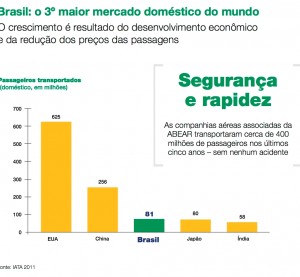 Brasil: o 3º maior mercado doméstico do mundo
O crescimento é resultado do desenvolvimento econômico
e da redução dos preços das passagens
Passageiros transportados
(doméstico, em milhões)
700
600
500
400
300
200
100
0
625
256
81
80
58
EUA
China
Brasil
Japão
Índia
Segurança
e rapidez
As companhias aéreas associadas da
ABEAR transportaram cerca de 400
milhões de passageiros nos últimos
cinco anos – sem nenhum acidente
Fonte: IATA 2011